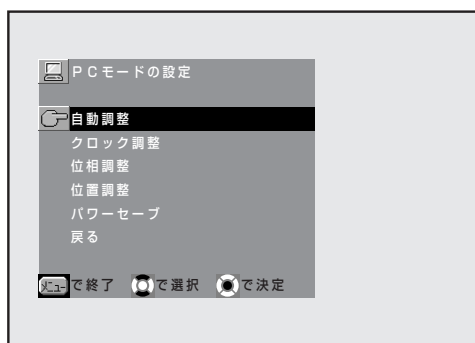 PCモードの設定
自動調整
クロック調整
位相調整
位置調整
パワーセーブ
戻る
メニューで終了 で選択 で決定